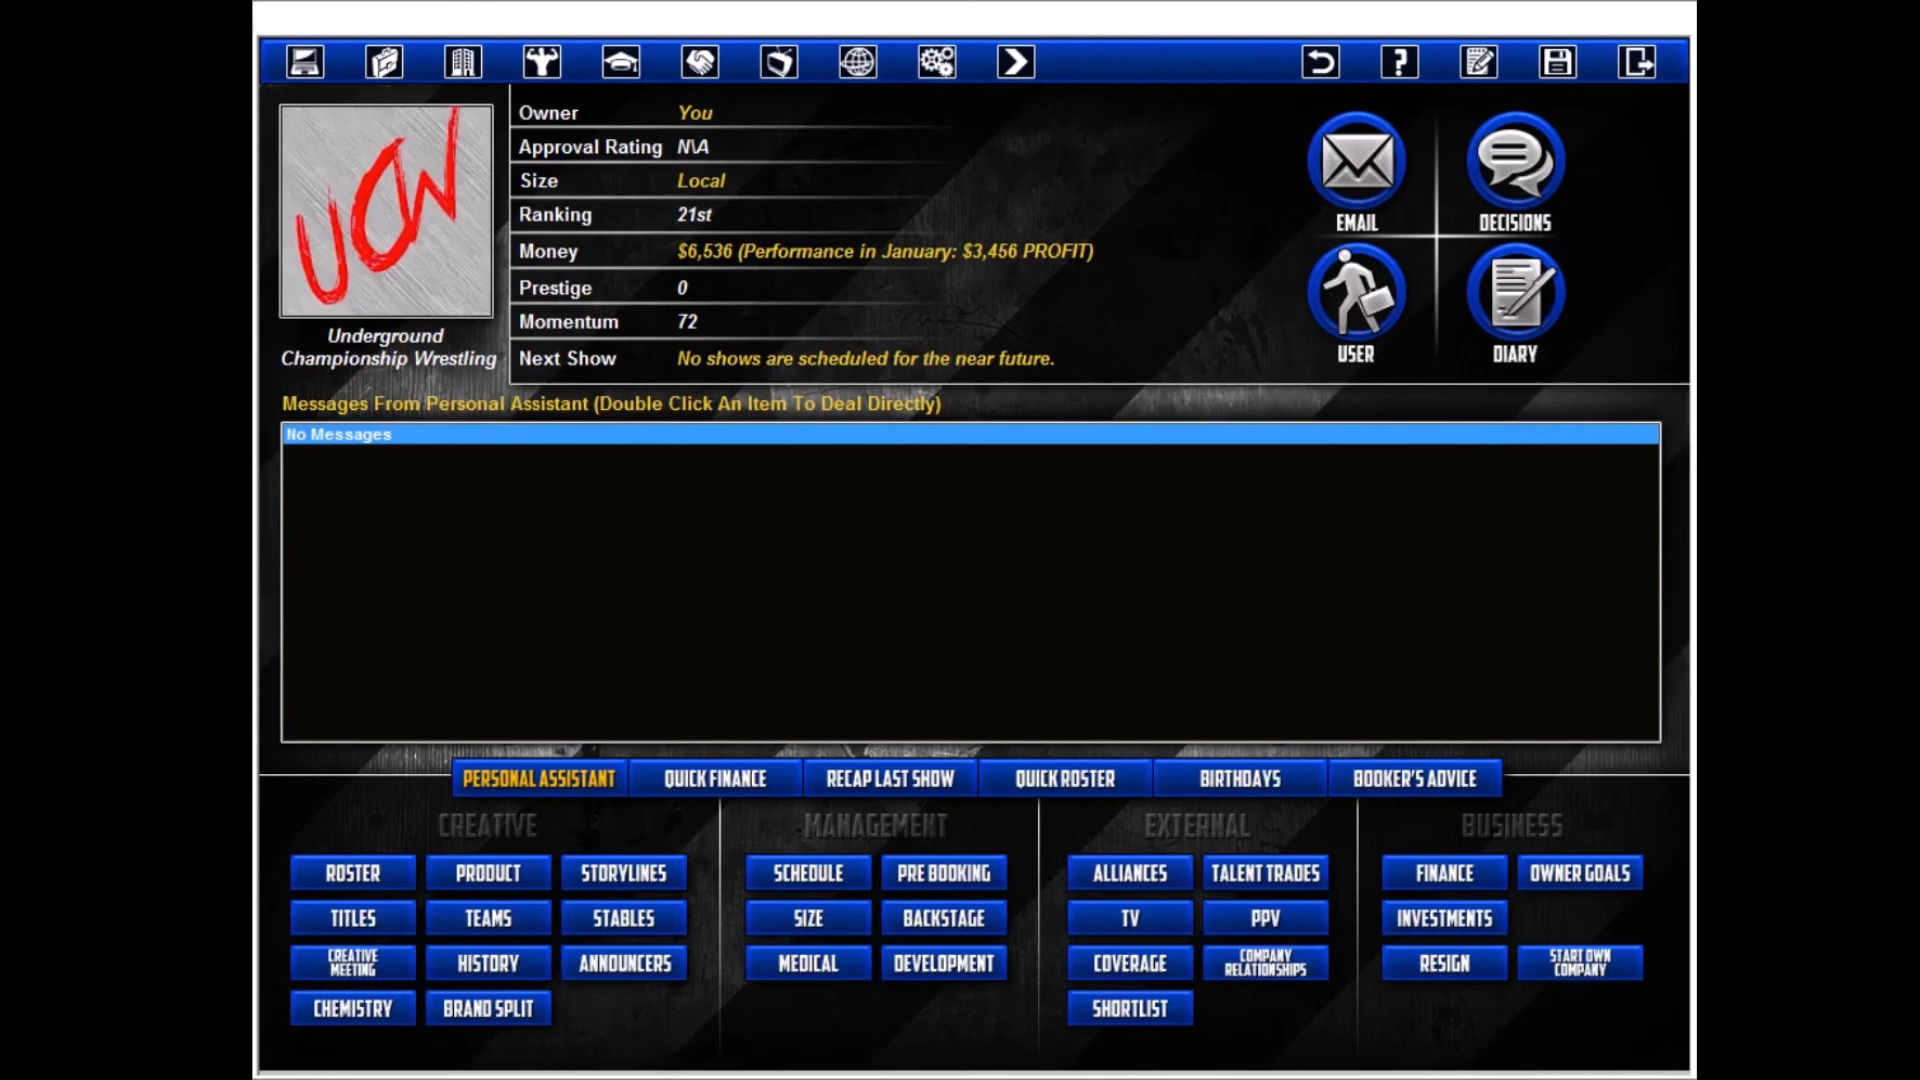 UCW
Underground
Championship Wrestling
Owner You
Approval Rating N\A
Size Local
Ranking 21st
Money $6,536 (Performance in January: $3,456 PROFIT)
Prestige 0
Momentum 72
Next Show No shows are scheduled for the near future.
EMAIL DECISIONS
USER DIARY
Messages From Personal Assistant (Double Click An Item To Deal Directly)
No Messages
PERSONAL ASSISTANT QUICK FINANCE RECAP LAST SHOW QUICK ROSTER BIRTHDAYS BOOKER'S ADVICE
CREATIVE
ROSTER PRODUCT STORYLINES
TITLES TEAMS STABLES
CREATIVE MEETING HISTORY ANNOUNCERS
CHEMISTRY BRAND SPLIT
MANAGEMENT
SCHEDULE PRE BOOKING
SIZE BACKSTAGE
MEDICAL DEVELOPMENT
EXTERNAL
ALLIANCES TALENT TRADES
TV PPV
COVERAGE COMPANY RELATIONSHIPS
SHORTLIST
BUSINESS
FINANCE OWNER GOALS
INVESTMENTS
RESIGN START OWN COMPANY